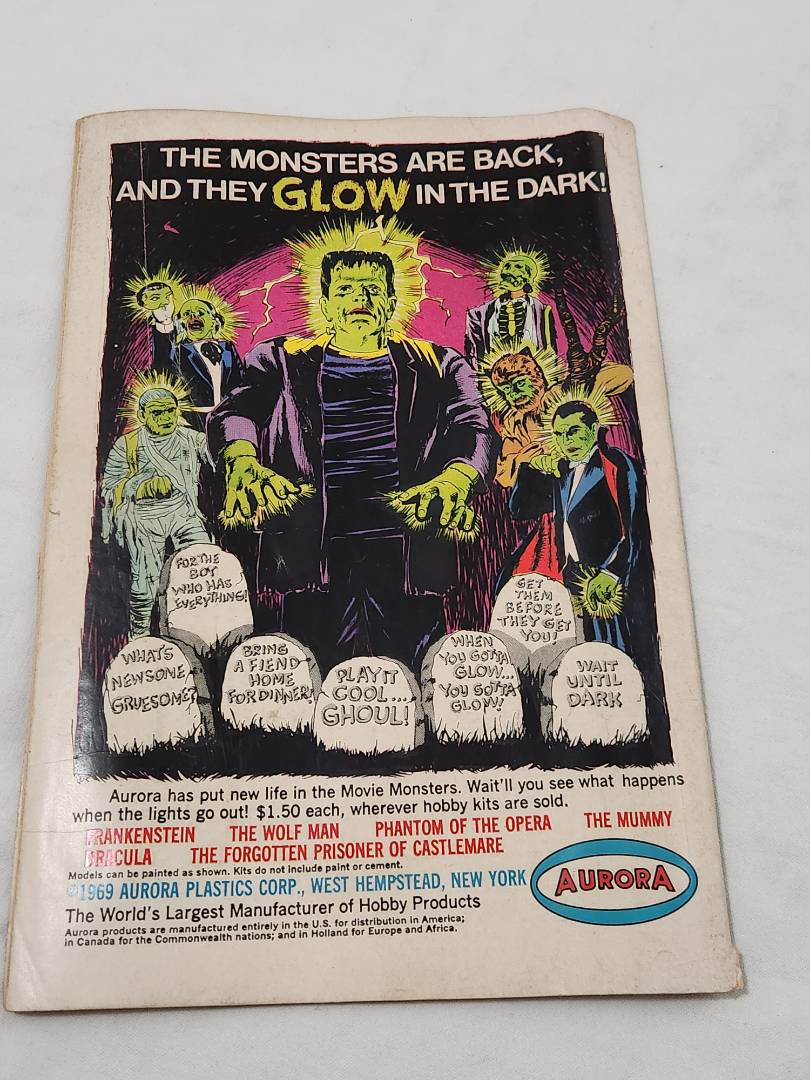 THE MONSTERS ARE BACK,
AND THEY GLOW IN THE DARK!
FOR THE
BOY
WHO HAS
EVERYTHING!
GET
THEM
BEFORE
THEY GET
YOU!
WHAT'S
NEWSOME
GRUESOME?
BRING
A FIEND
HOME
FOR DINNER!
PLAY IT
COOL...
GHOUL!
WHEN
YOU GOTTA
GLOW...
YOU GOTTA
GLOW!
WAIT
UNTIL
DARK
Aurora has put new life in the Movie Monsters. Wait'll you see what happens
when the lights go out! $1.50 each, wherever hobby kits are sold.
FRANKENSTEIN THE WOLF MAN PHANTOM OF THE OPERA THE MUMMY
DRACULA THE FORGOTTEN PRISONER OF CASTLEMARE
Models can be painted as shown. Kits do not include paint or cement.
©1969 AURORA PLASTICS CORP., WEST HEMPSTEAD, NEW YORK
AURORA
The World's Largest Manufacturer of Hobby Products
Aurora products are manufactured entirely in the U.S. for distribution in America;
in Canada for the Commonwealth nations; and in Holland for Europe and Africa.